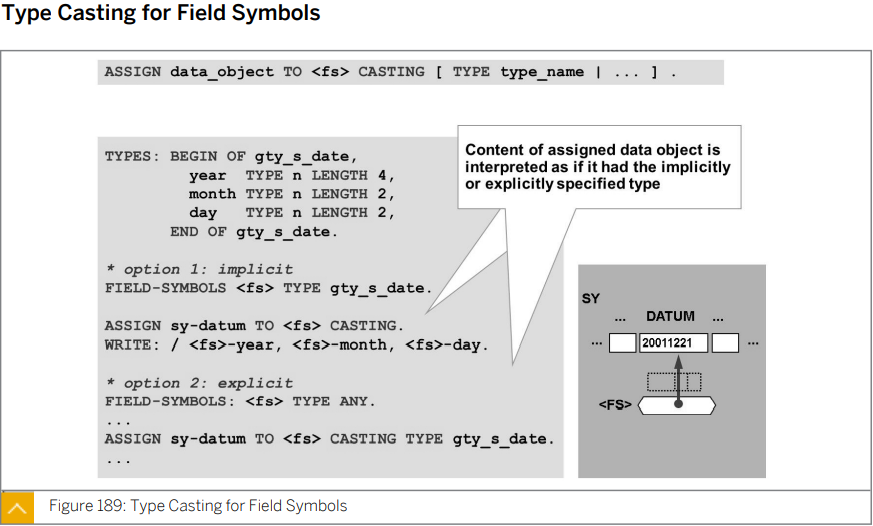 Type Casting for Field Symbols
ASSIGN data_object TO <fs> CASTING [ TYPE type_name | ... ] .
Content of assigned data object is
interpreted as if it had the implicitly
or explicitly specified type
TYPES: BEGIN OF gty_s_date,
year TYPE n LENGTH 4,
month TYPE n LENGTH 2,
day TYPE n LENGTH 2,
END OF gty_s_date.
* option 1: implicit
FIELD-SYMBOLS <fs> TYPE gty_s_date.
ASSIGN sy-datum TO <fs> CASTING.
WRITE: / <fs>-year, <fs>-month, <fs>-day.
* option 2: explicit
FIELD-SYMBOLS: <fs> TYPE ANY.
...
ASSIGN sy-datum TO <fs> CASTING TYPE gty_s_date.
...
SY
... DATUM ...
... 20011221 ...
<FS>
Figure 189: Type Casting for Field Symbols